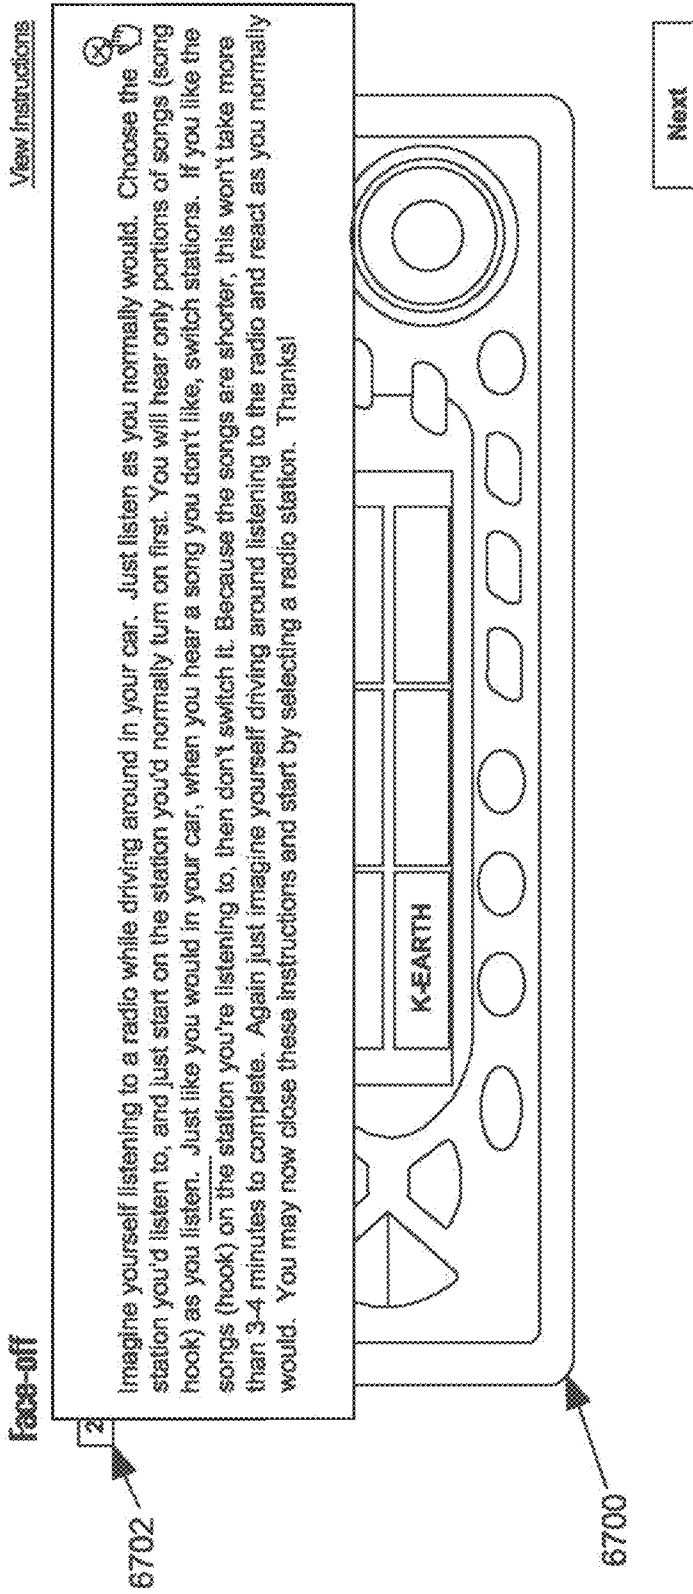 Face-off
View Instructions
2
Imagine yourself listening to a radio while driving around in your car.  Just listen as you normally would.  Choose the
station you'd listen to, and just start on the station you'd normally turn on first. You will hear only portions of songs (song
hook) as you listen.  Just like you would in your car, when you hear a song you don't like, switch stations.  If you like the
songs (hook) on the station you're listening to, then don't switch it. Because the songs are shorter, this won't take more
than 3-4 minutes to complete.  Again just imagine yourself driving around listening to the radio and react as you normally
would.  You may now close these instructions and start by selecting a radio station.  Thanks!
K-EARTH
Next
6702
6700